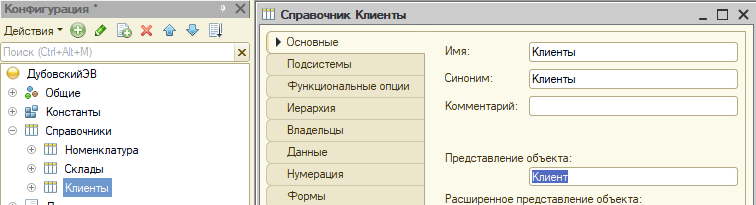 Конфигурация *
Действия
Поиск (Ctrl+Alt+M)
ДубовскийЭВ
Общие
Константы
Справочники
Номенклатура
Склады
Клиенты
Справочник Клиенты
Основные
Подсистемы
Функциональные опции
Иерархия
Владельцы
Данные
Нумерация
Формы
Имя:
Клиенты
Синоним:
Клиенты
Комментарий:
Представление объекта:
Клиент
Расширенное представление объекта: